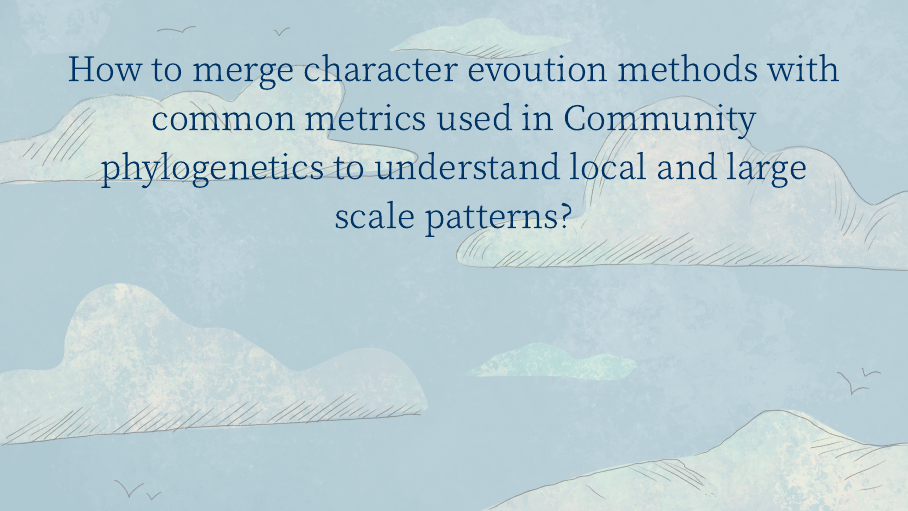 How to merge character evoution methods with
common metrics used in Community
phylogenetics to understand local and large
scale patterns?